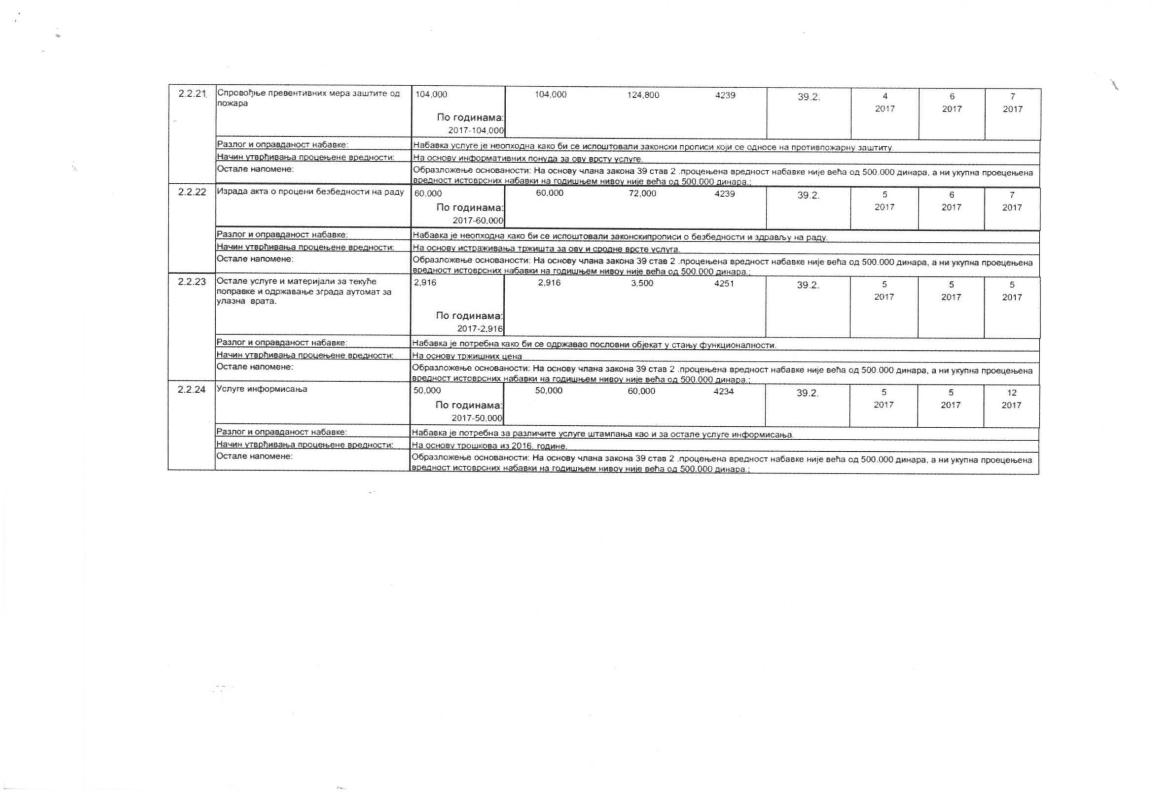 2.2.21 Спровођње превентивних мера заштите од 104,000 104,000 124,800 4239 39.2. 4 6 7
пожара 2017 2017 2017
По годинама:
2017-104,000
Разлог и оправданост набавке: Набавка услуге је неопходна како би се испоштовали законски прописи који се односе на противпожарну заштиту.
Начин утврђивања процењене вредности: На основу информативних понуда за ову врсту услуге.
Остале напомене: Образложење основаности: На основу члана закона 39 став 2 .процењена вредност набавке није већа од 500.000 динара, а ни укупна проецењена
вредност истоврсних набавки на годишњем нивоу није већа од 500.000 динара.;
2.2.22 Израда акта о процени безбедности на раду 60,000 60,000 72,000 4239 39.2. 5 6 7
По годинама: 2017 2017 2017
2017-60,000
Разлог и оправданост набавке: Набавка је неопходна како би се испоштовали законскипрописи о безбедности и здрављу на раду.
Начин утврђивања процењене вредности: На основу истраживања тржишта за ову и сродне врсте услуга.
Остале напомене: Образложење основаности: На основу члана закона 39 став 2 .процењена вредност набавке није већа од 500.000 динара, а ни укупна проецењена
вредност истоврсних набавки на годишњем нивоу није већа од 500.000 динара.;
2.2.23 Остале услуге и материјали за текуће 2,916 2,916 3,500 4251 39.2. 5 5 5
поправке и одржавање зграда аутомат за 2017 2017 2017
улазна врата.
По годинама:
2017-2,916
Разлог и оправданост набавке: Набавка је потребна како би се одржавао пословни објекат у стању функционалности.
Начин утврђивања процењене вредности: На основу тржишних цена
Остале напомене: Образложење основаности: На основу члана закона 39 став 2 .процењена вредност набавке није већа од 500.000 динара, а ни укупна проецењена
вредност истоврсних набавки на годишњем нивоу није већа од 500.000 динара.;
2.2.24 Услуге информисања 50,000 50,000 60,000 4234 39.2. 5 5 12
По годинама: 2017 2017 2017
2017-50,000
Разлог и оправданост набавке: Набавка је потребна за различите услуге штампања као и за остале услуге информисања.
Начин утврђивања процењене вредности: На основу трошкова из 2016. године.
Остале напомене: Образложење основаности: На основу члана закона 39 став 2 .процењена вредност набавке није већа од 500.000 динара, а ни укупна проецењена
вредност истоврсних набавки на годишњем нивоу није већа од 500.000 динара.;